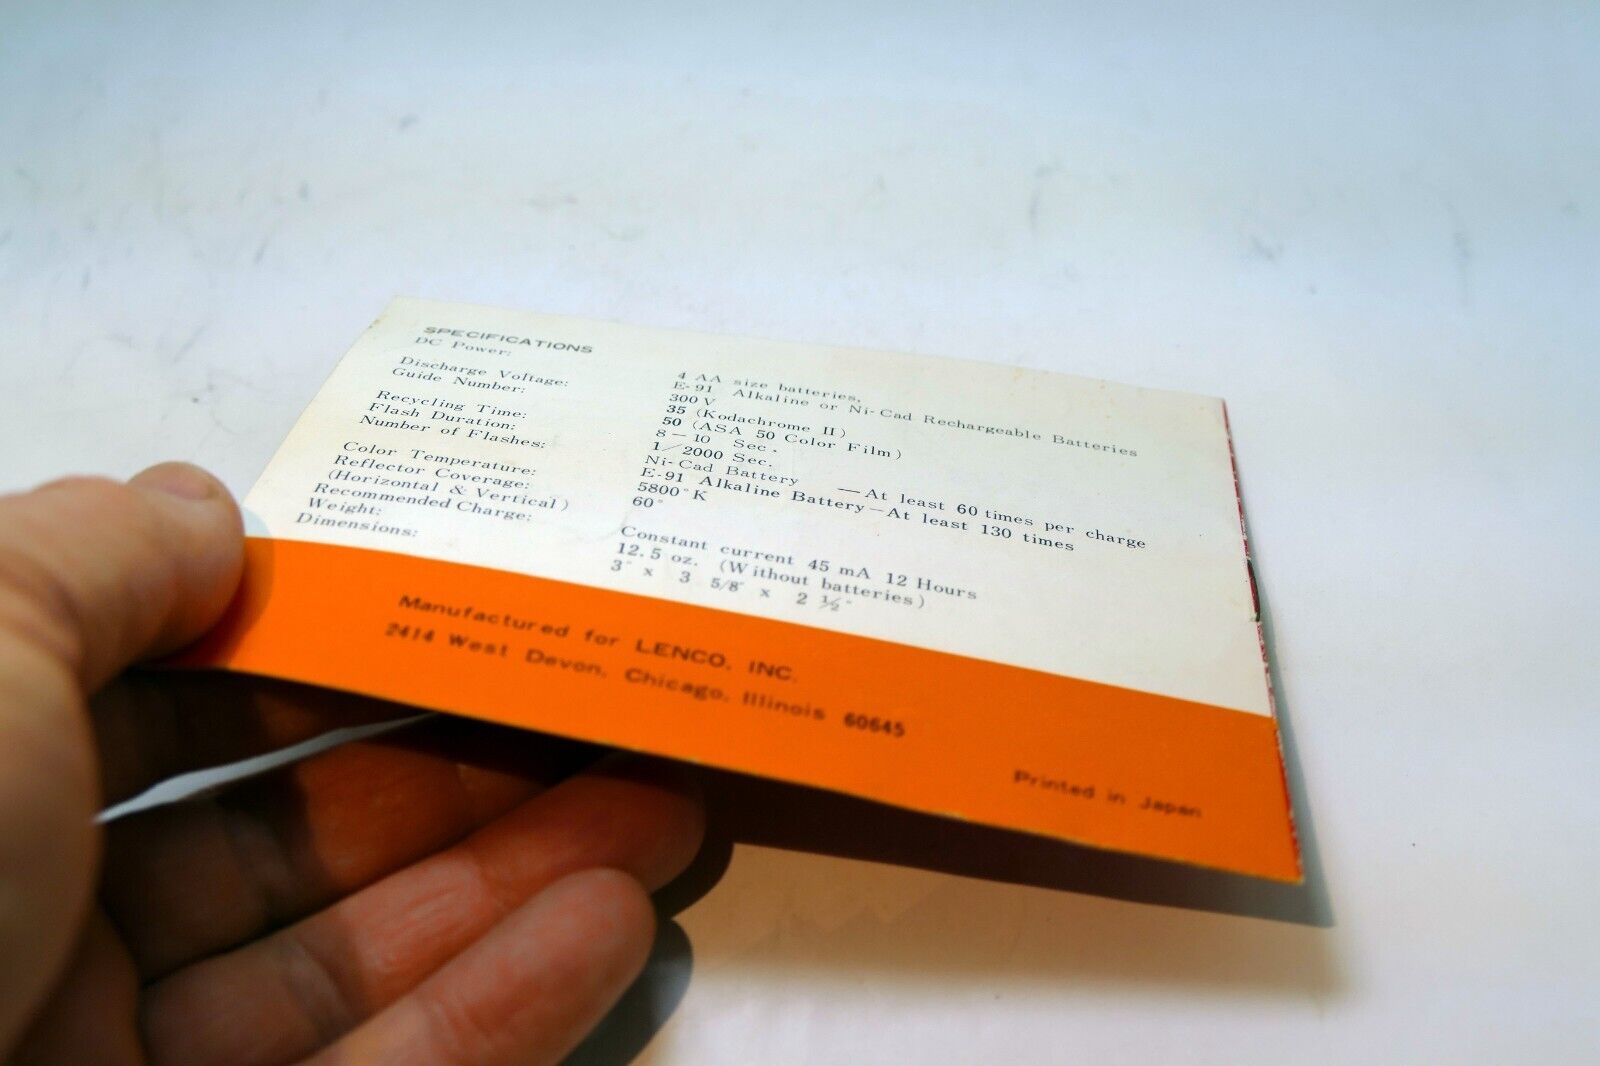 SPECIFICATIONS
DC Power: 4 AA size batteries,
E-91 Alkaline or Ni-Cad Rechargeable Batteries
Discharge Voltage: 300 V
Guide Number: 35 (Kodachrome II)
50 (ASA 50 Color Film)
Recycling Time: 8 — 10 Sec.
Flash Duration: 1/2000 Sec.
Number of Flashes: Ni-Cad Battery — At least 60 times per charge
E-91 Alkaline Battery — At least 130 times
Color Temperature: 5800° K
Reflector Coverage: 60°
(Horizontal & Vertical)
Recommended Charge: Constant current 45 mA 12 Hours
Weight: 12.5 oz. (Without batteries)
Dimensions: 3" x 3 5/8" x 2 1/2"
Manufactured for LENCO, INC.
2414 West Devon, Chicago, Illinois 60645
Printed in Japan